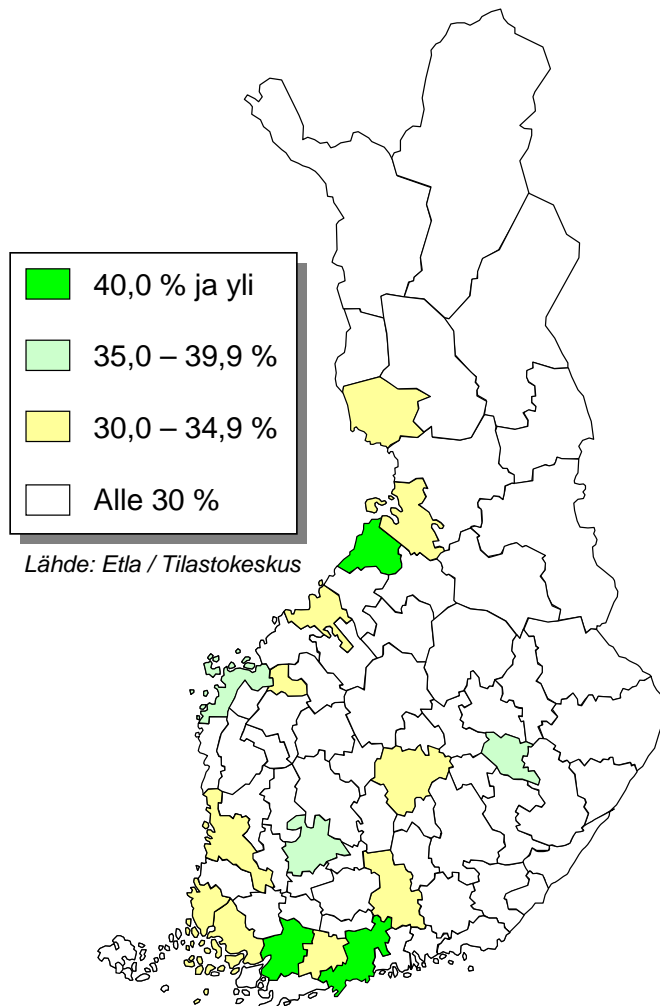 40,0 % ja yli
35,0 – 39,9 %
30,0 – 34,9 %
Alle 30 %
Lähde: Etla / Tilastokeskus